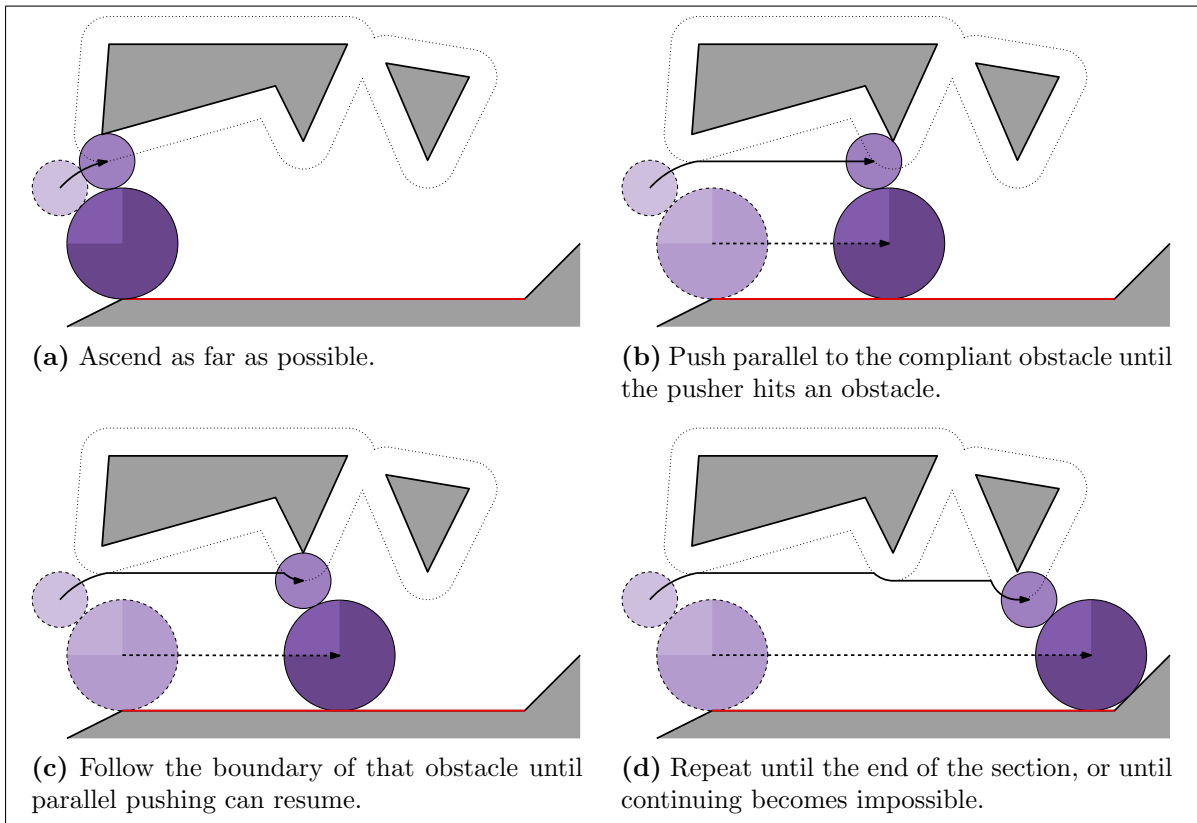 (a) Ascend as far as possible.
(b) Push parallel to the compliant obstacle until
the pusher hits an obstacle.
(c) Follow the boundary of that obstacle until
parallel pushing can resume.
(d) Repeat until the end of the section, or until
continuing becomes impossible.